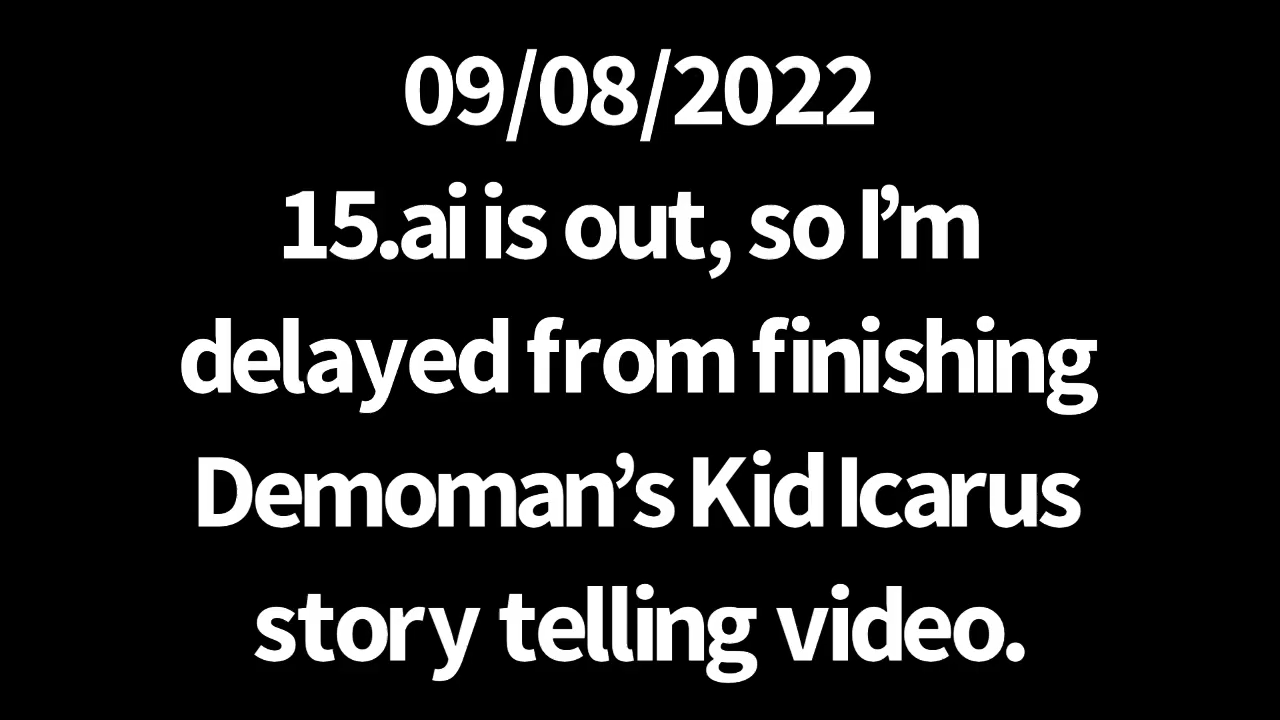 09/08/2022
15.ai is out, so I’m
delayed from finishing
Demoman’s Kid Icarus
story telling video.